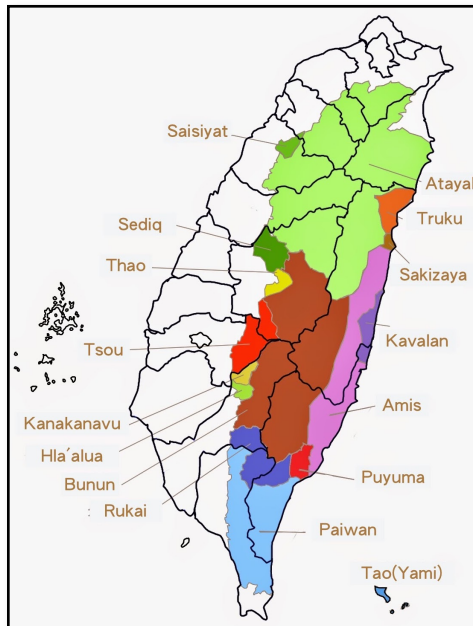 Saisiyat
Atayal
Truku
Sediq
Thao
Sakizaya
Kavalan
Tsou
Amis
Kanakanavu
Hla´alua
Bunun
Puyuma
: Rukai
Paiwan
Tao(Yami)